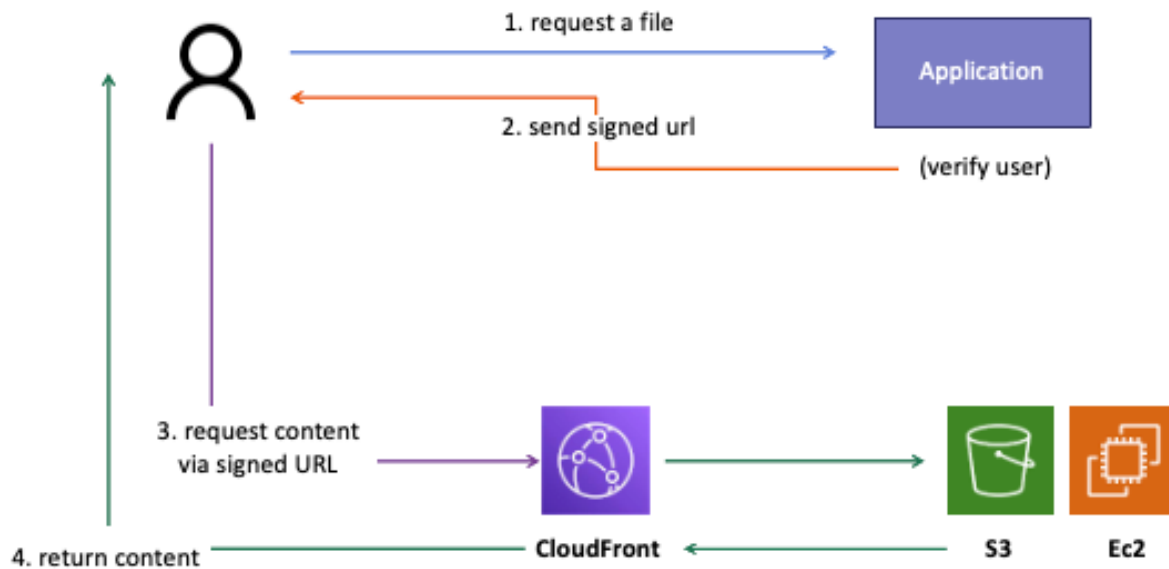 1. request a file
Application
2. send signed url
(verify user)
3. request content
via signed URL
4. return content
CloudFront
S3
Ec2